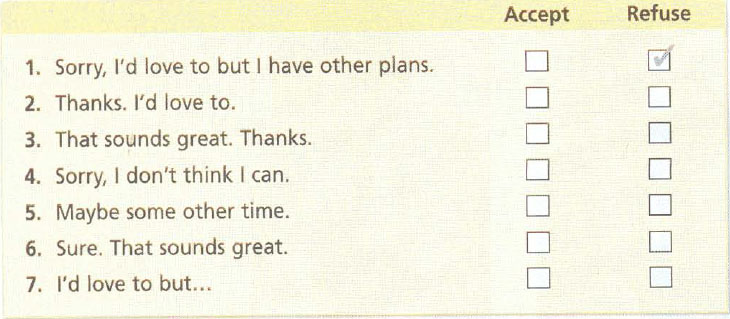 Accept Refuse
1. Sorry, I'd love to but I have other plans.
2. Thanks. I'd love to.
3. That sounds great. Thanks.
4. Sorry, I don't think I can.
5. Maybe some other time.
6. Sure. That sounds great.
7. I'd love to but...